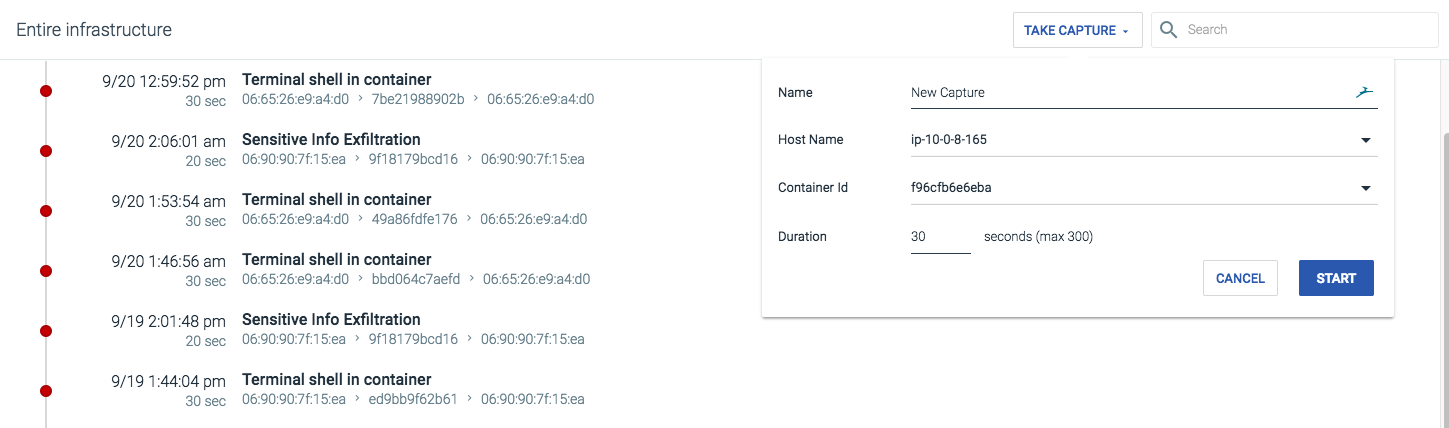 Entire infrastructure
TAKE CAPTURE
Search
9/20 12:59:52 pm Terminal shell in container
30 sec 06:65:26:e9:a4:d0 > 7be21988902b > 06:65:26:e9:a4:d0
9/20 2:06:01 am Sensitive Info Exfiltration
20 sec 06:90:90:7f:15:ea > 9f18179bcd16 > 06:90:90:7f:15:ea
9/20 1:53:54 am Terminal shell in container
30 sec 06:65:26:e9:a4:d0 > 49a86fdfe176 > 06:65:26:e9:a4:d0
9/20 1:46:56 am Terminal shell in container
30 sec 06:65:26:e9:a4:d0 > bbd064c7aefd > 06:65:26:e9:a4:d0
9/19 2:01:48 pm Sensitive Info Exfiltration
20 sec 06:90:90:7f:15:ea > 9f18179bcd16 > 06:90:90:7f:15:ea
9/19 1:44:04 pm Terminal shell in container
30 sec 06:90:90:7f:15:ea > ed9bb9f62b61 > 06:90:90:7f:15:ea
Name New Capture
Host Name ip-10-0-8-165
Container Id f96cfb6e6eba
Duration 30 seconds (max 300)
CANCEL START